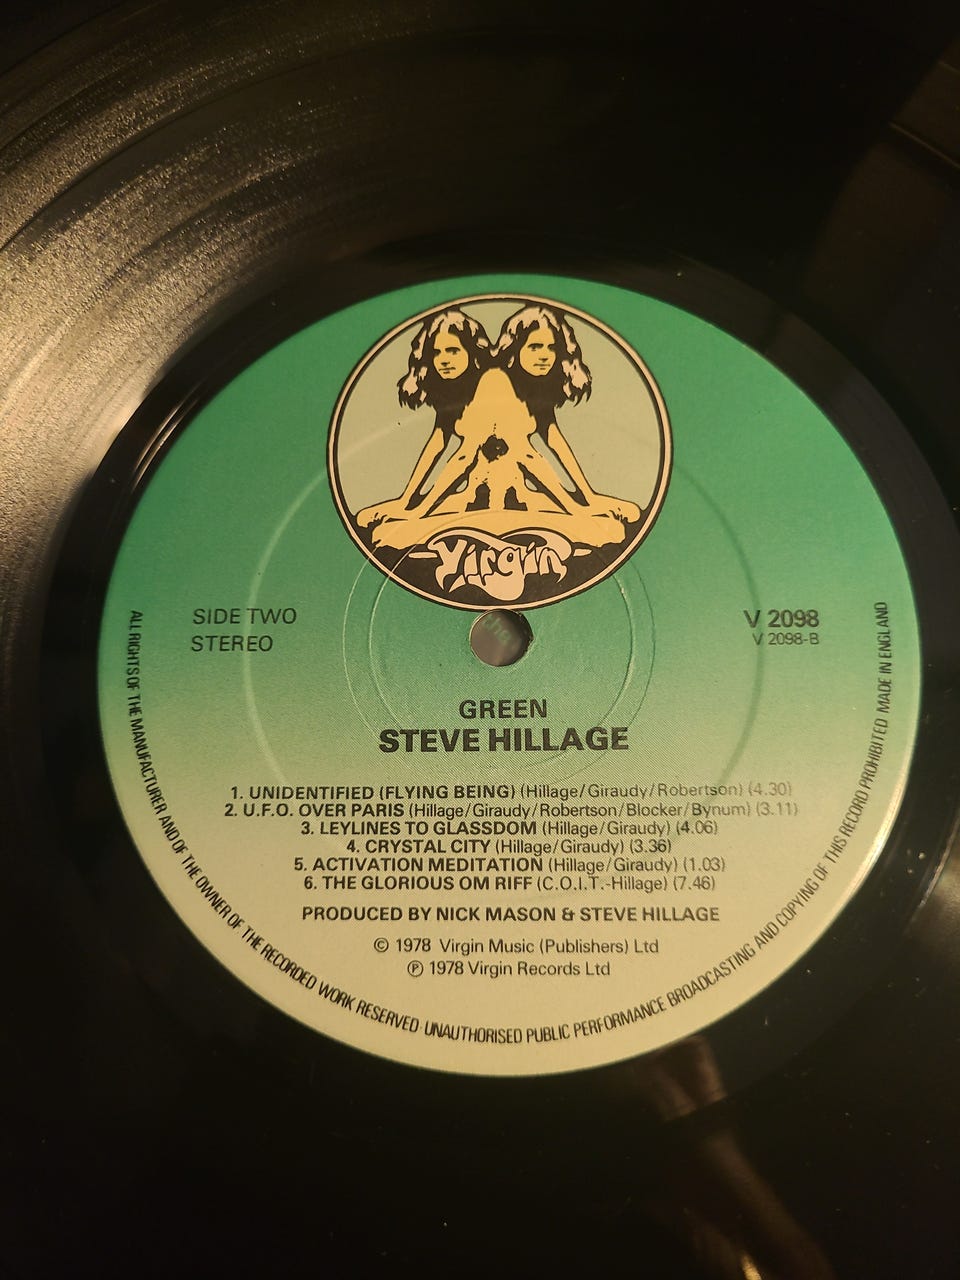 Virgin
SIDE TWO
STEREO
V 2098
V 2098-B
GREEN
STEVE HILLAGE
1. UNIDENTIFIED (FLYING BEING) (Hillage/Giraudy/Robertson) (4.30)
2. U.F.O. OVER PARIS (Hillage/Giraudy/Robertson/Blocker/Bynum) (3.11)
3. LEYLINES TO GLASSDOM (Hillage/Giraudy) (4.06)
4. CRYSTAL CITY (Hillage/Giraudy) (3.36)
5. ACTIVATION MEDITATION (Hillage/Giraudy) (1.03)
6. THE GLORIOUS OM RIFF (C.O.I.T.-Hillage) (7.46)
PRODUCED BY NICK MASON & STEVE HILLAGE
© 1978 Virgin Music (Publishers) Ltd
℗ 1978 Virgin Records Ltd
ALL RIGHTS OF THE MANUFACTURER AND OF THE OWNER OF THE RECORDED WORK RESERVED · UNAUTHORISED PUBLIC PERFORMANCE BROADCASTING AND COPYING OF THIS RECORD PROHIBITED MADE IN ENGLAND